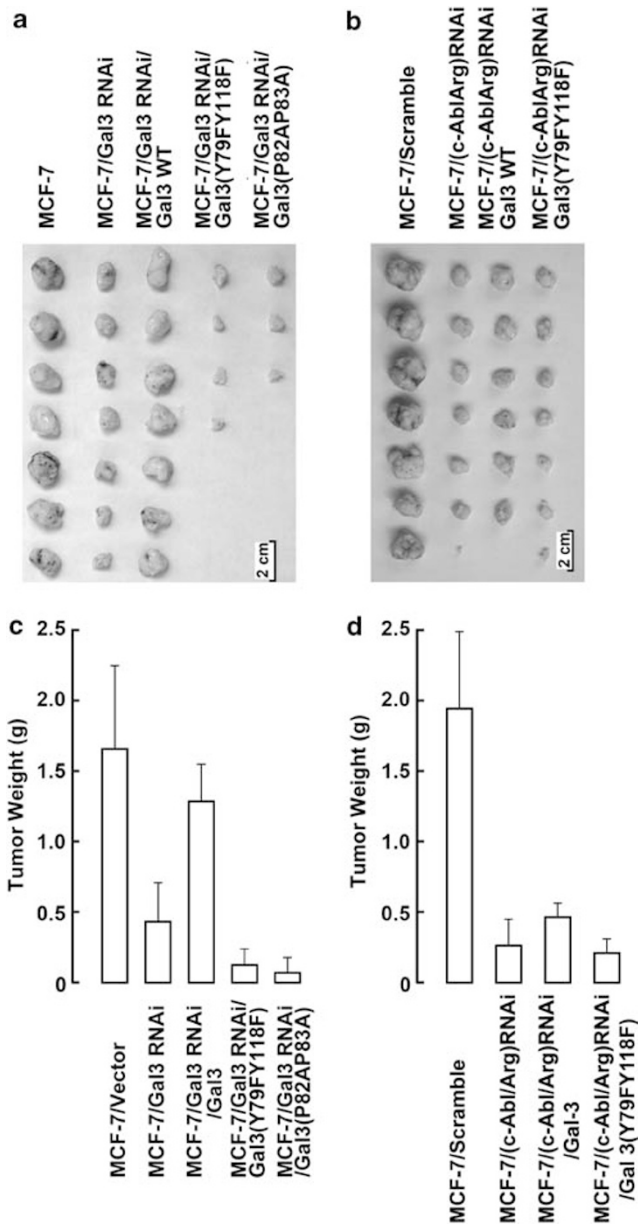 a
MCF-7
MCF-7/Gal3 RNAi
MCF-7/Gal3 RNAi/
Gal3 WT
MCF-7/Gal3 RNAi/
Gal3(Y79FY118F)
MCF-7/Gal3 RNAi/
Gal3(P82AP83A)
2 cm
b
MCF-7/Scramble
MCF-7/(c-AblArg)RNAi
MCF-7/(c-AblArg)RNAi
Gal3 WT
MCF-7/(c-AblArg)RNAi
Gal3(Y79FY118F)
2 cm
c
Tumor Weight (g)
2.5
2.0
1.5
1.0
0.5
0
MCF-7/Vector
MCF-7/Gal3 RNAi
MCF-7/Gal3 RNAi
/Gal3
MCF-7/Gal3 RNAi/
Gal3(Y79FY118F)
MCF-7/Gal3 RNAi
/Gal3(P82AP83A)
d
Tumor Weight (g)
2.5
2.0
1.5
1.0
0.5
0
MCF-7/Scramble
MCF-7/(c-Abl/Arg)RNAi
MCF-7/(c-Abl/Arg)RNAi
/Gal-3
MCF-7/(c-Abl/Arg)RNAi
/Gal 3(Y79FY118F)